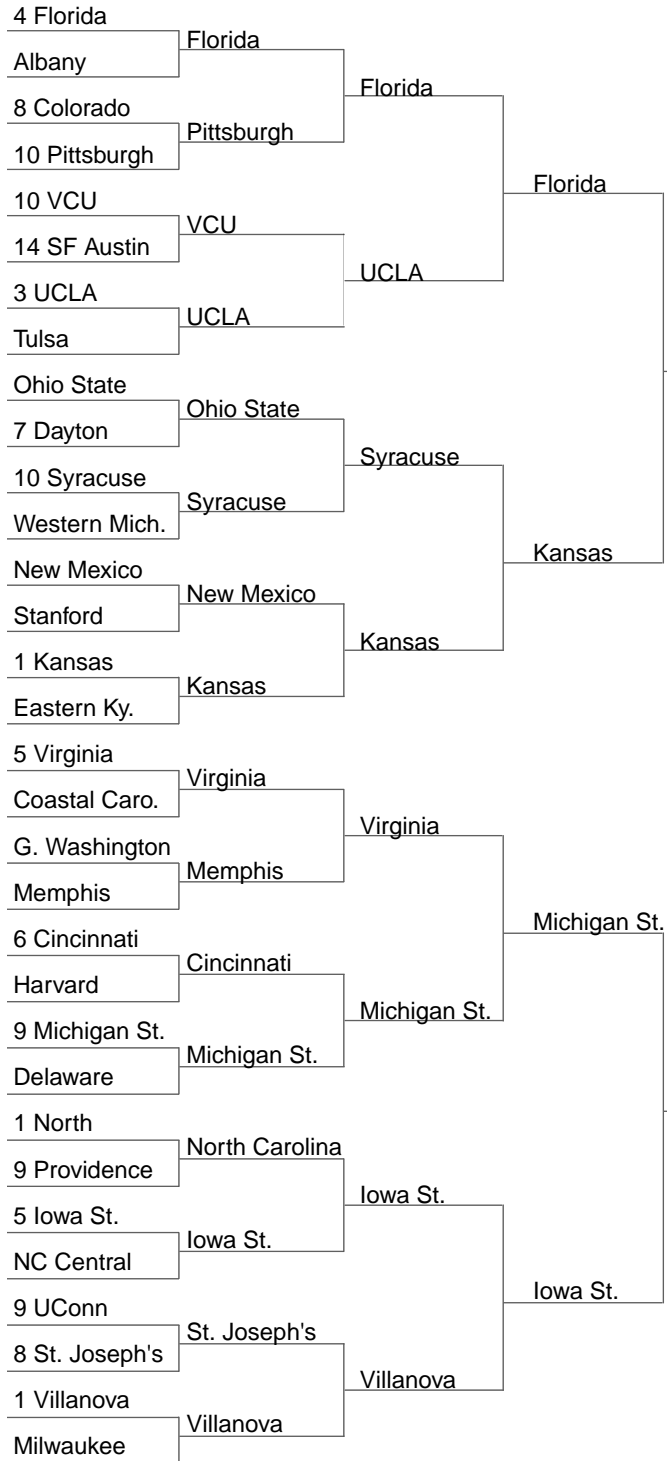 4 Florida
Albany
8 Colorado
10 Pittsburgh
10 VCU
14 SF Austin
3 UCLA
Tulsa
Ohio State
7 Dayton
10 Syracuse
Western Mich.
New Mexico
Stanford
1 Kansas
Eastern Ky.
5 Virginia
Coastal Caro.
G. Washington
Memphis
6 Cincinnati
Harvard
9 Michigan St.
Delaware
1 North
9 Providence
5 Iowa St.
NC Central
9 UConn
8 St. Joseph's
1 Villanova
Milwaukee
Florida
Pittsburgh
VCU
UCLA
Ohio State
Syracuse
New Mexico
Kansas
Virginia
Memphis
Cincinnati
Michigan St.
North Carolina
Iowa St.
St. Joseph's
Villanova
Florida
UCLA
Syracuse
Kansas
Virginia
Michigan St.
Iowa St.
Villanova
Florida
Kansas
Michigan St.
Iowa St.